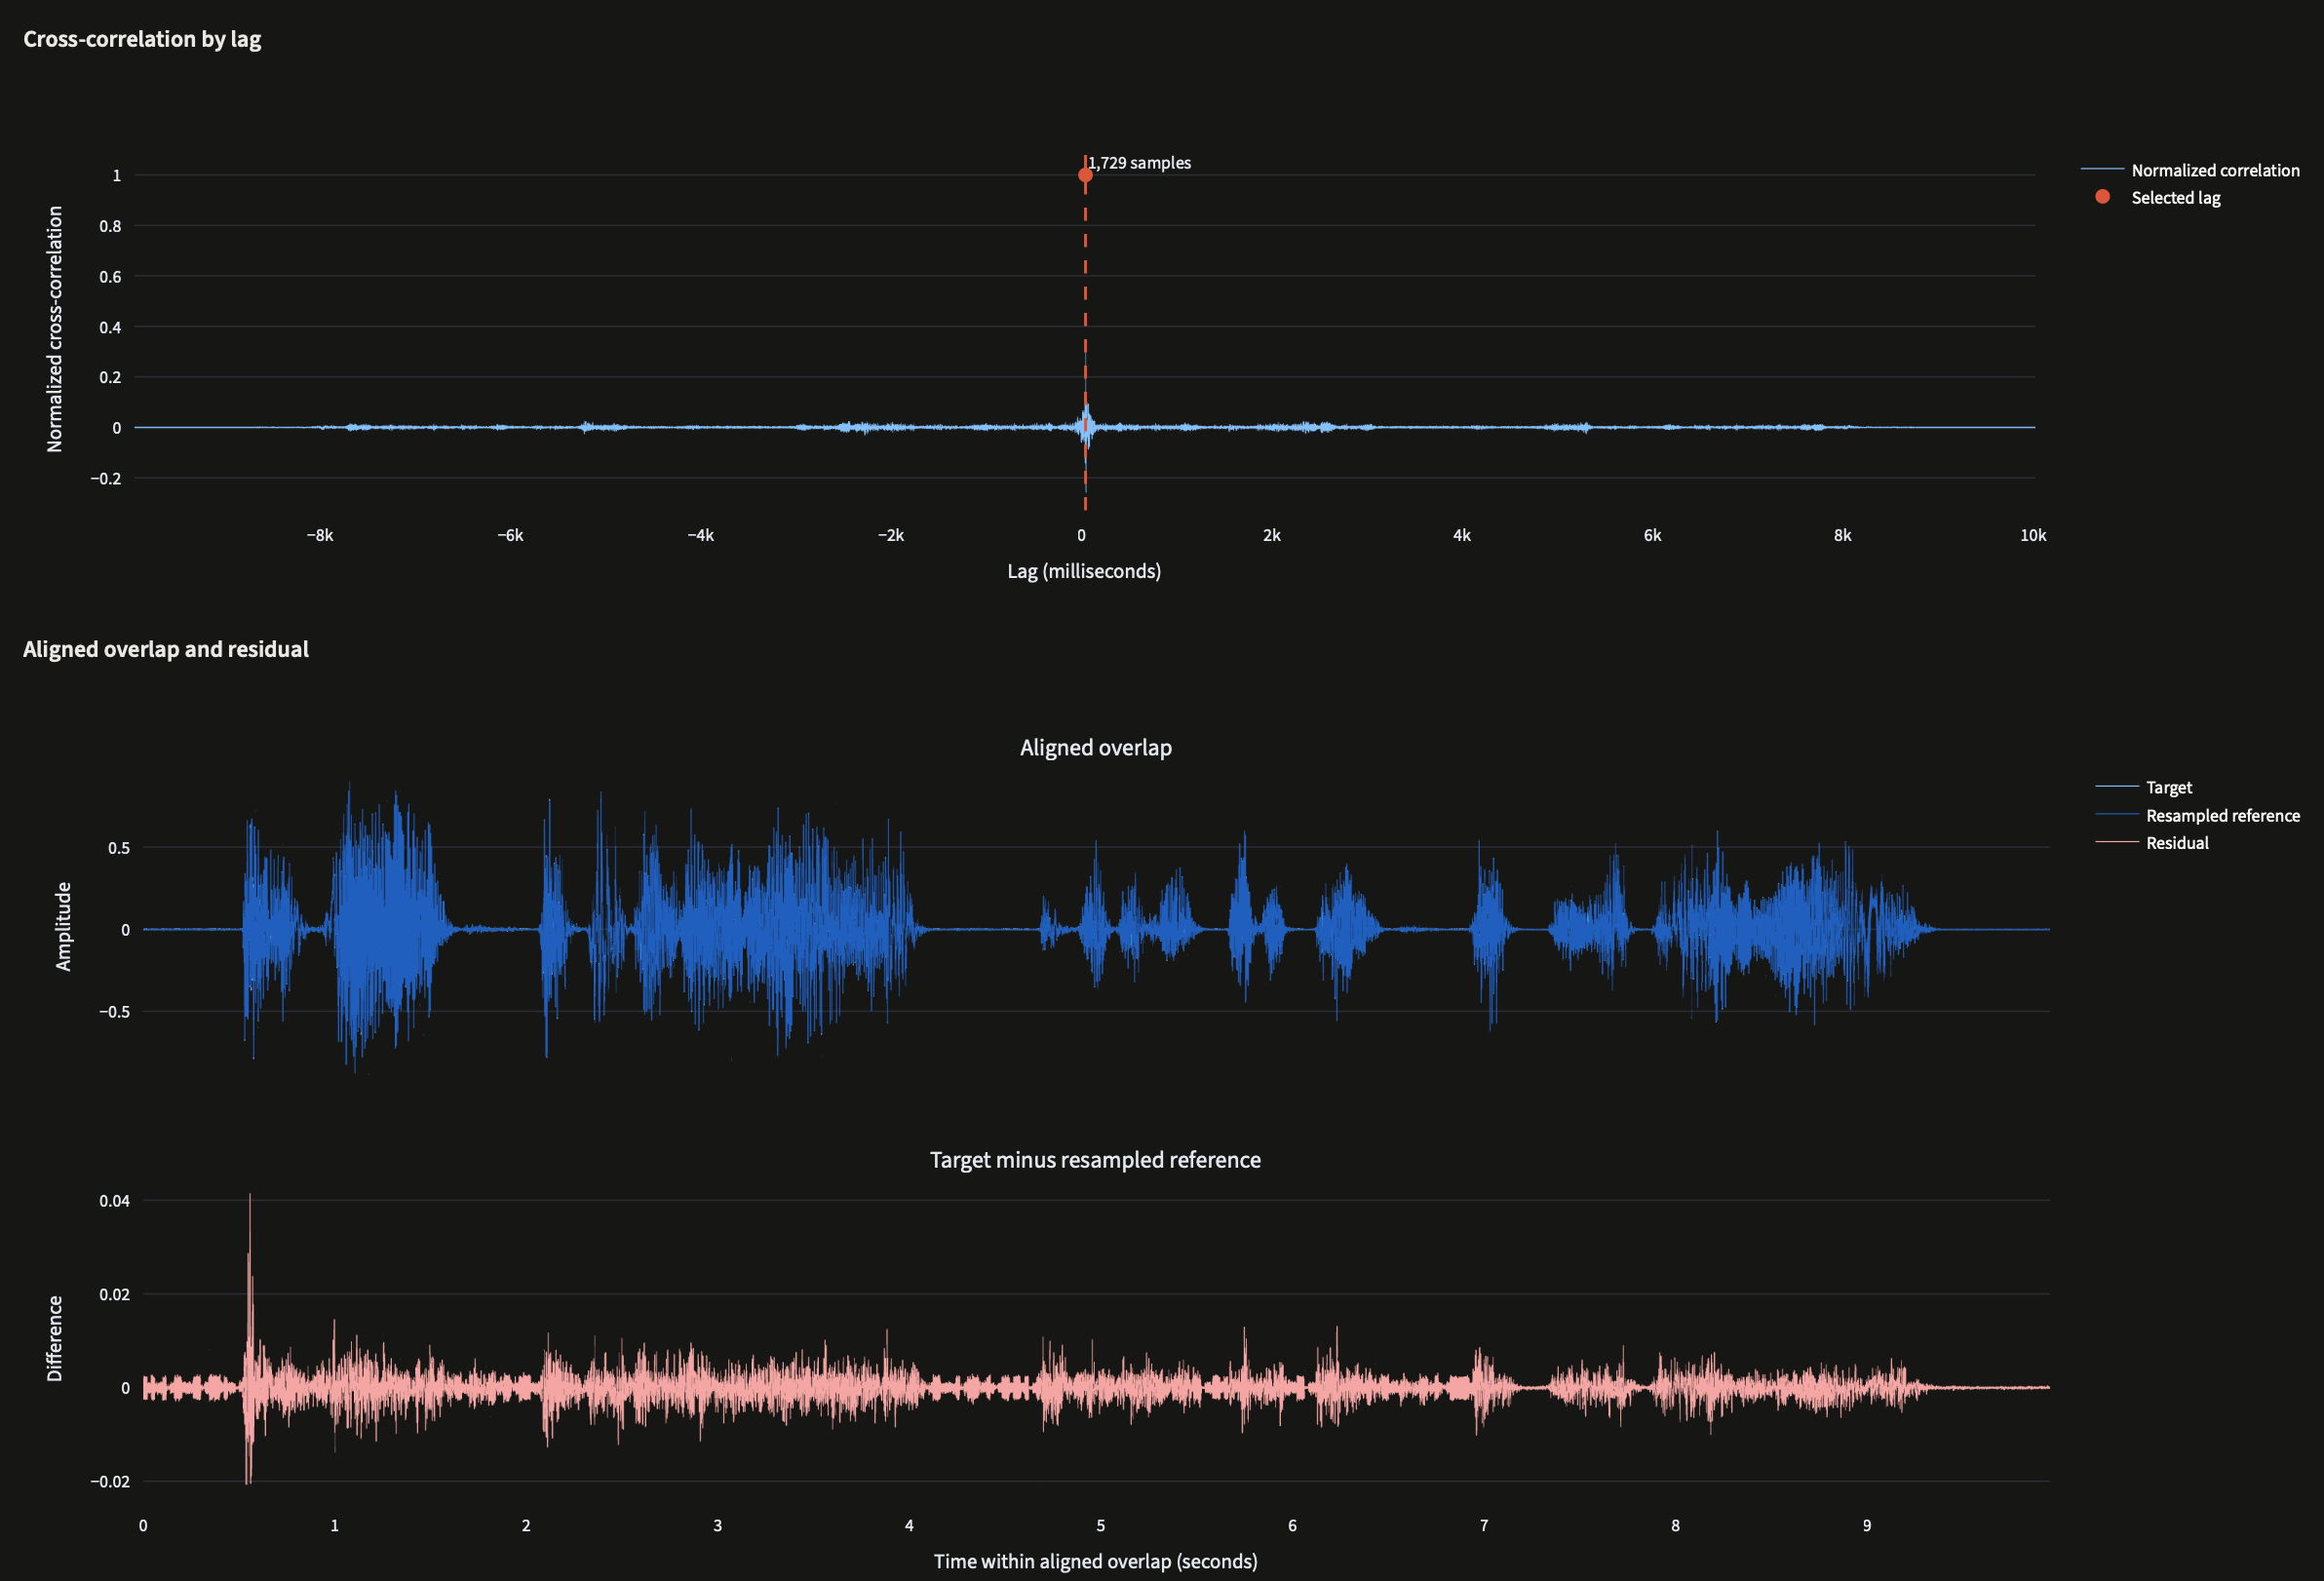 Cross-correlation by lag
1,729 samples
Normalized correlation
Selected lag
Normalized cross-correlation
1
0.8
0.6
0.4
0.2
0
−0.2
−8k
−6k
−4k
−2k
0
2k
4k
6k
8k
10k
Lag (milliseconds)
Aligned overlap and residual
Aligned overlap
Target
Resampled reference
Residual
Amplitude
0.5
0
−0.5
Target minus resampled reference
Difference
0.04
0.02
0
−0.02
0
1
2
3
4
5
6
7
8
9
Time within aligned overlap (seconds)